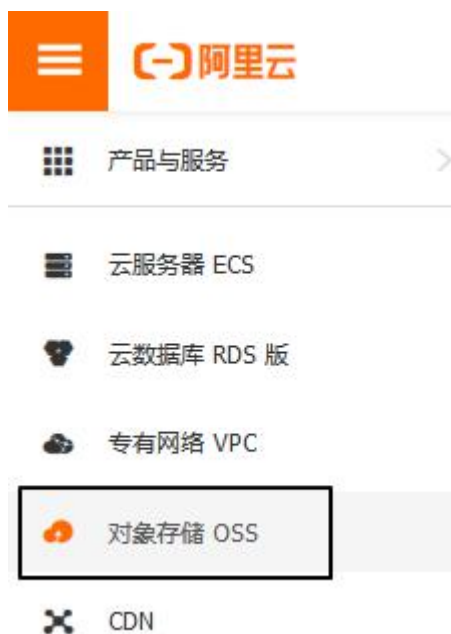 阿里云
产品与服务
云服务器 ECS
云数据库 RDS 版
专有网络 VPC
对象存储 OSS
CDN